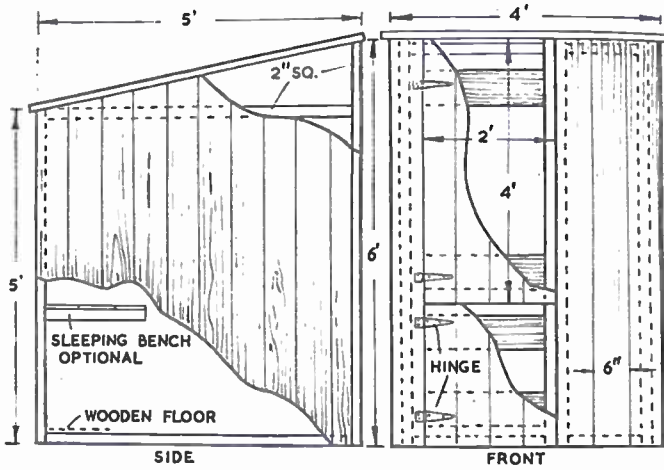 5'
4'
2" SQ.
2'
4'
6'
5'
SLEEPING BENCH
OPTIONAL
HINGE
6"
WOODEN FLOOR
SIDE
FRONT